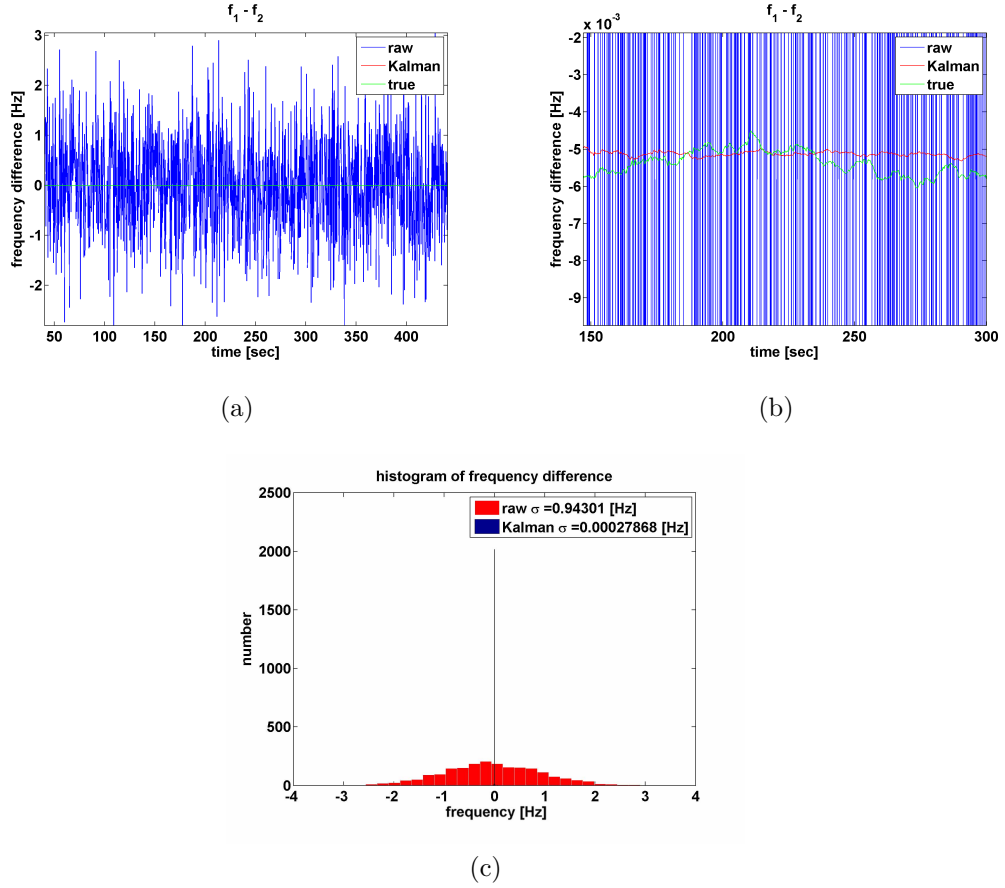 f1 - f2
frequency difference [Hz]
3
2
1
0
-1
-2
50 100 150 200 250 300 350 400
time [sec]
raw
Kalman
true
(a)
f1 - f2
x 10-3
frequency difference [Hz]
-2
-3
-4
-5
-6
-7
-8
-9
150 200 250 300
time [sec]
raw
Kalman
true
(b)
histogram of frequency difference
number
2500
2000
1500
1000
500
0
-4 -3 -2 -1 0 1 2 3 4
frequency [Hz]
raw σ =0.94301 [Hz]
Kalman σ =0.00027868 [Hz]
(c)